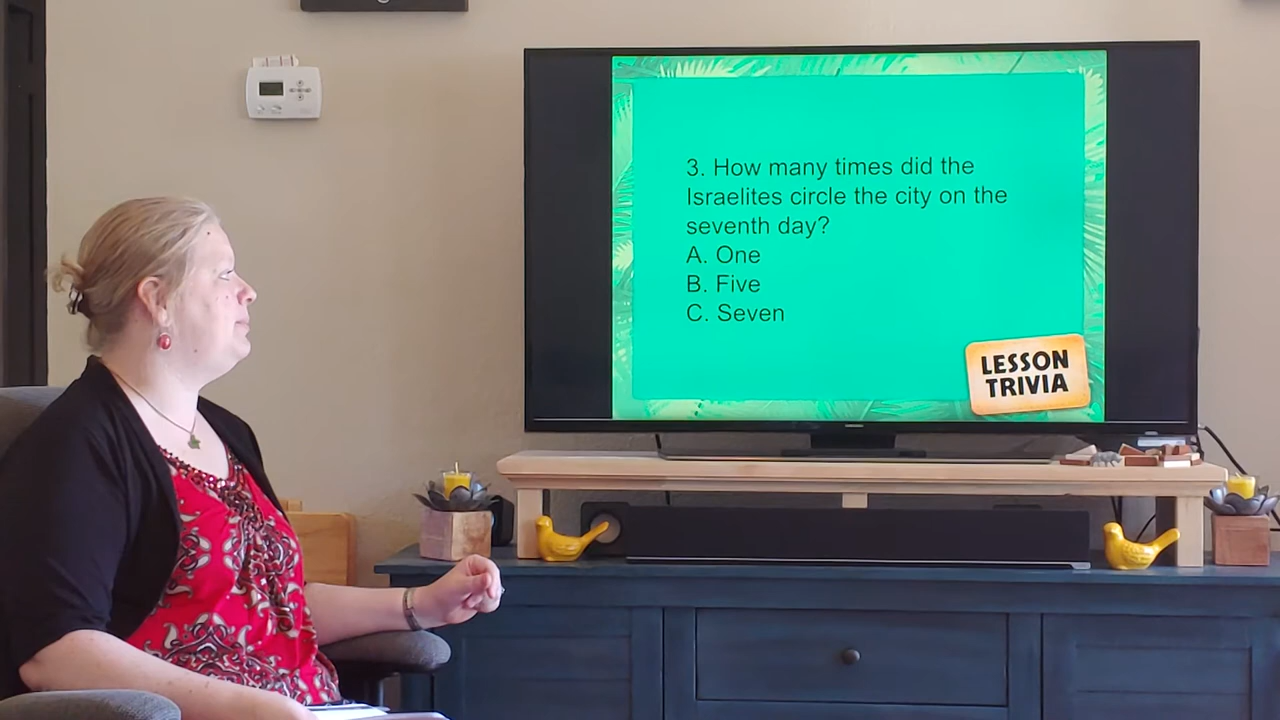 3. How many times did the
Israelites circle the city on the
seventh day?
A. One
B. Five
C. Seven
LESSON
TRIVIA